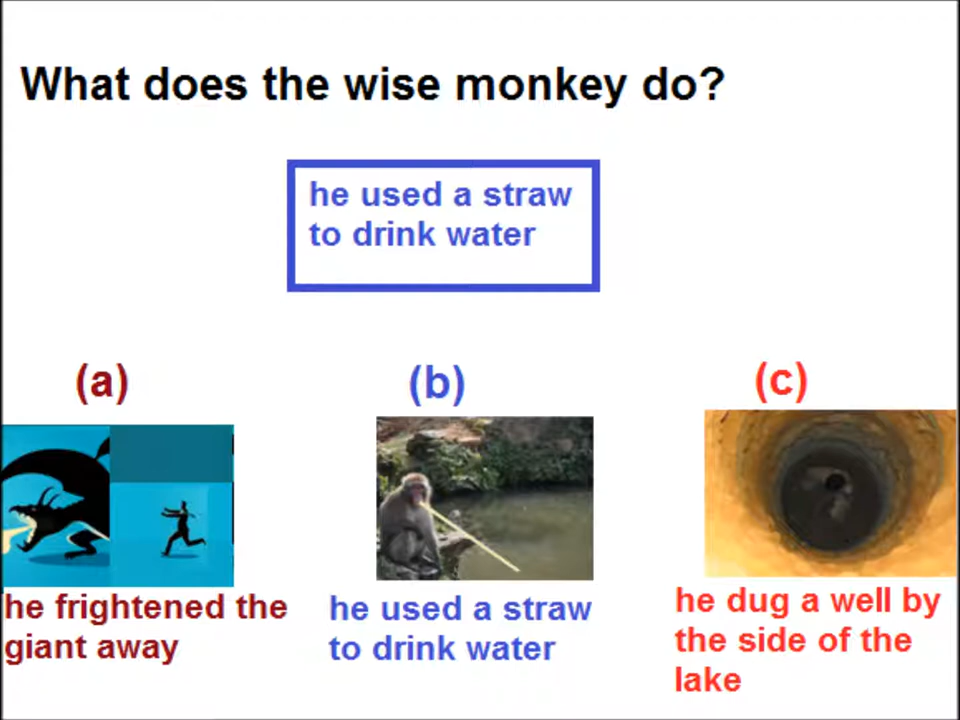 What does the wise monkey do?
he used a straw
to drink water
(a)
(b)
(c)
he frightened the
giant away
he used a straw
to drink water
he dug a well by
the side of the
lake